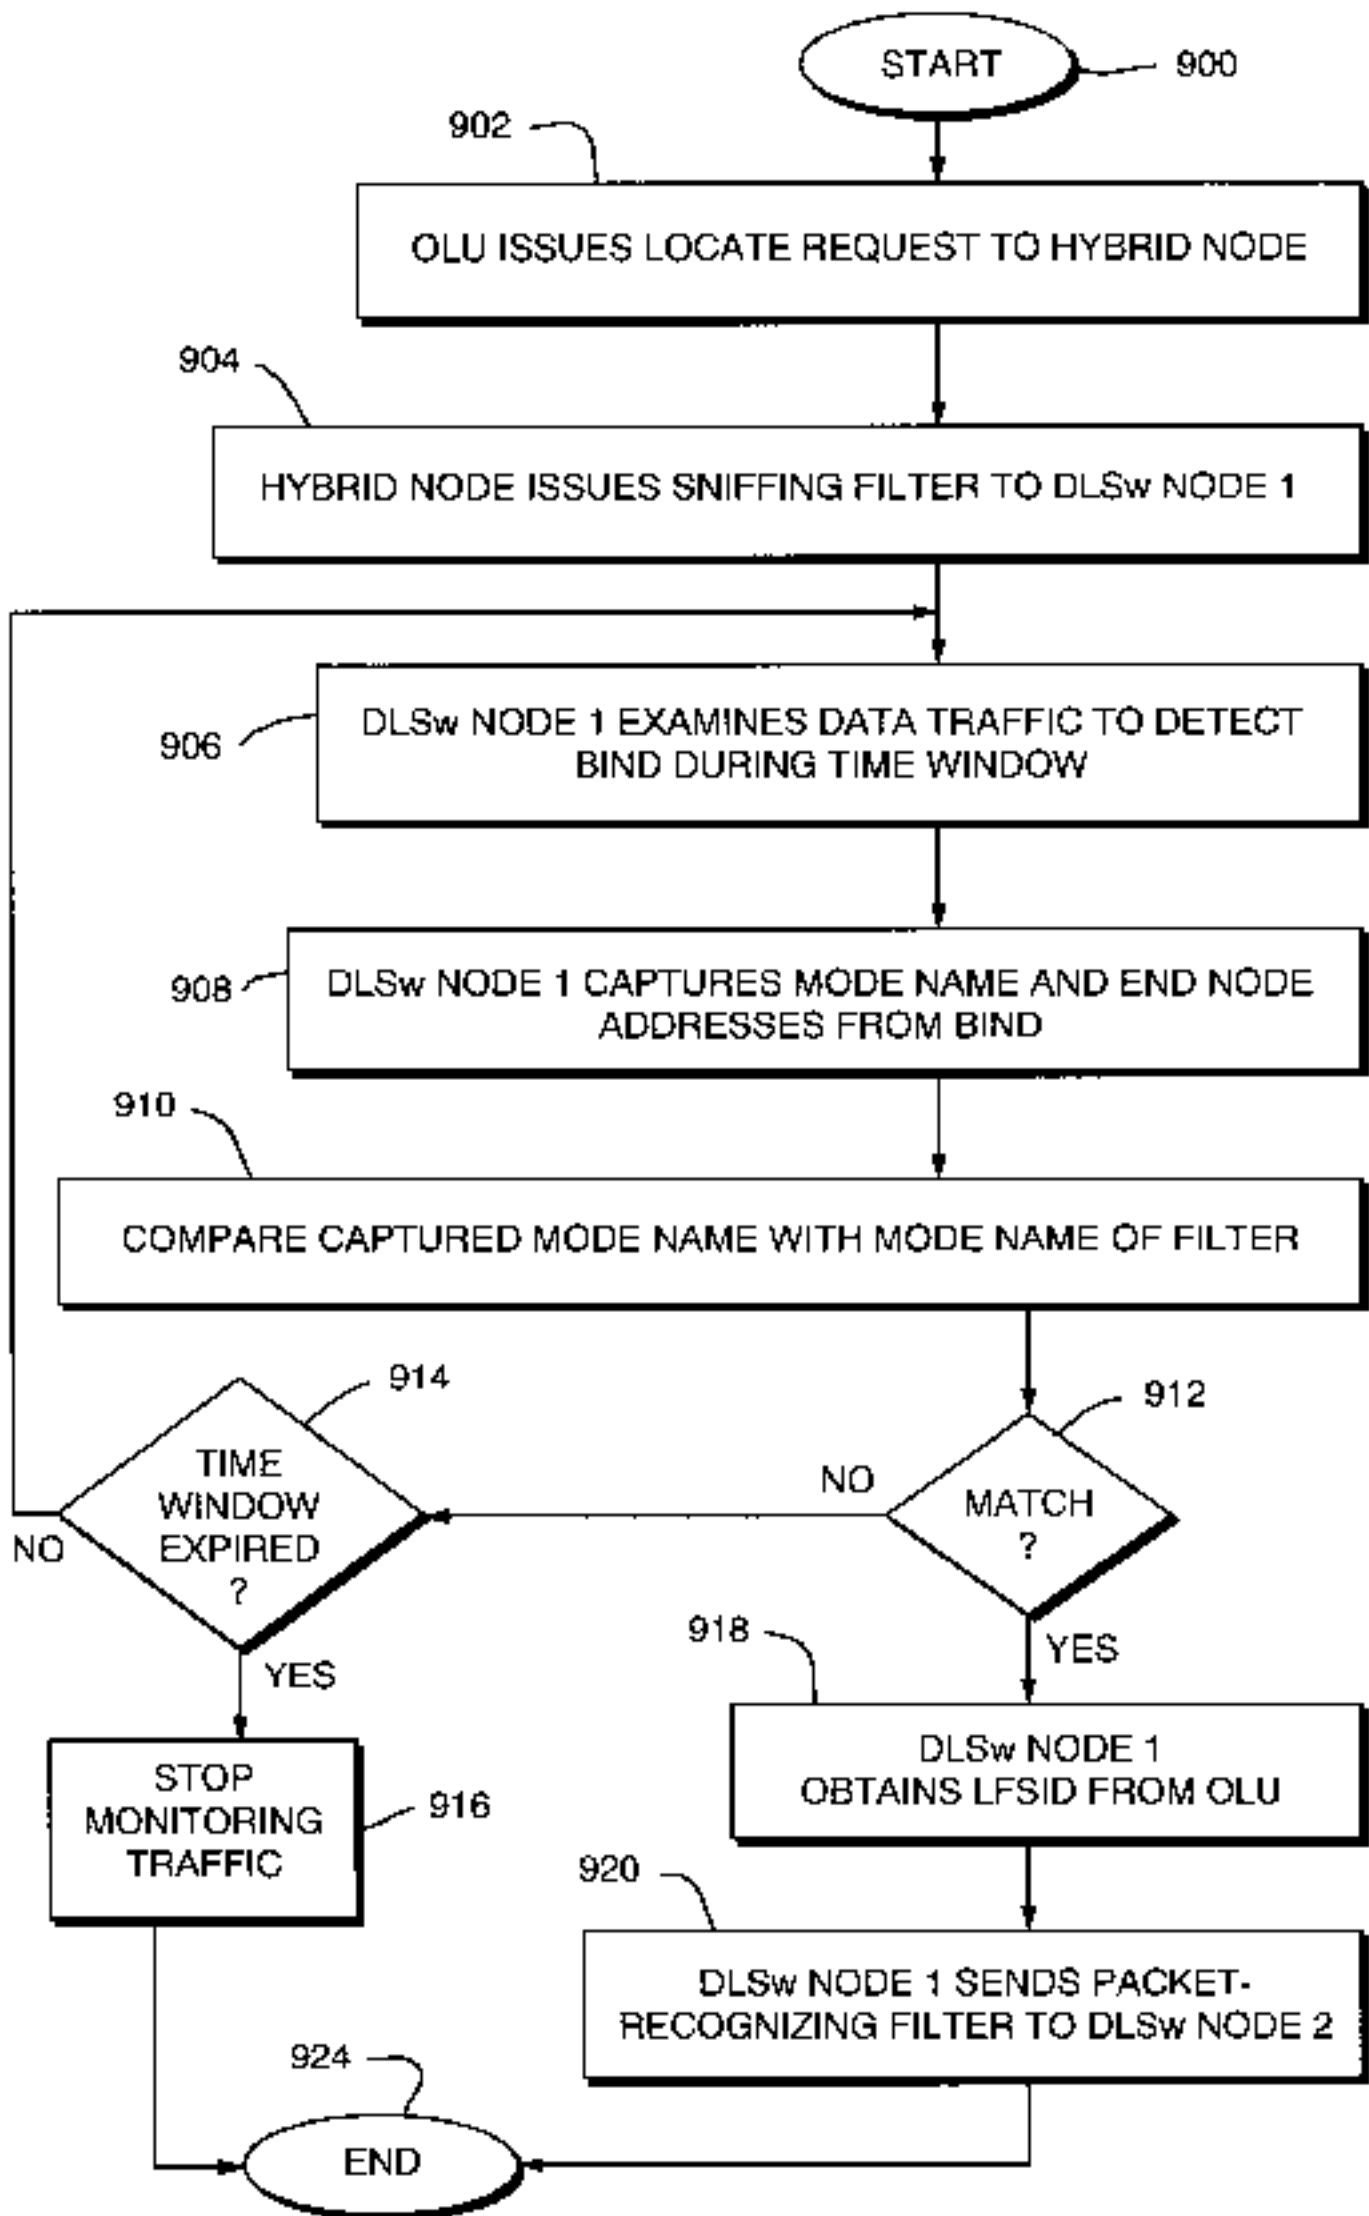 START
900
902
OLU ISSUES LOCATE REQUEST TO HYBRID NODE
904
HYBRID NODE ISSUES SNIFFING FILTER TO DLSw NODE 1
906
DLSw NODE 1 EXAMINES DATA TRAFFIC TO DETECT
BIND DURING TIME WINDOW
908
DLSw NODE 1 CAPTURES MODE NAME AND END NODE
ADDRESSES FROM BIND
910
COMPARE CAPTURED MODE NAME WITH MODE NAME OF FILTER
914
TIME
WINDOW
EXPIRED
?
NO
YES
912
MATCH
?
NO
YES
STOP
MONITORING
TRAFFIC
916
918
DLSw NODE 1
OBTAINS LFSID FROM OLU
920
DLSw NODE 1 SENDS PACKET-
RECOGNIZING FILTER TO DLSw NODE 2
924
END